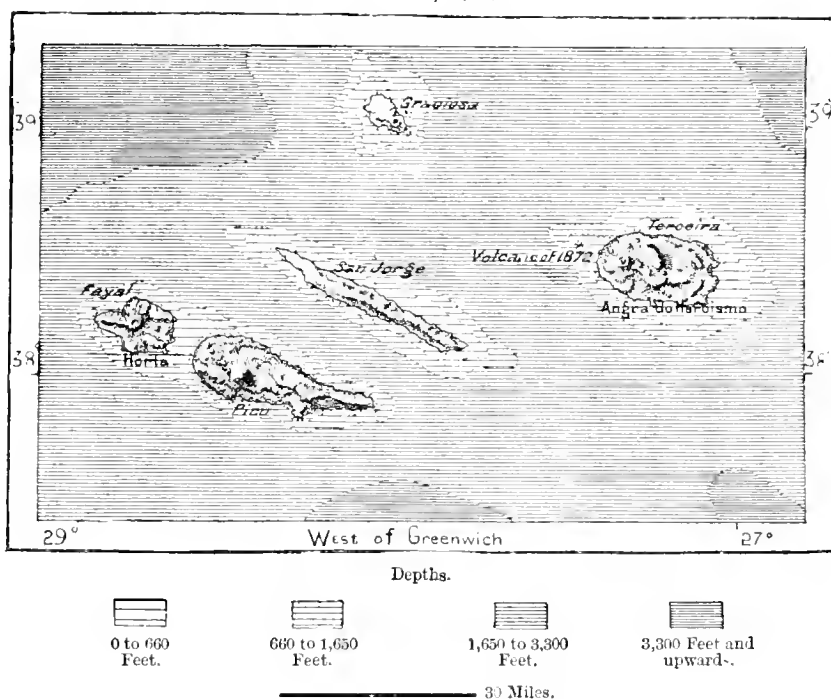 39
39
Graciosa
Terceira
Volcano of 1872
San Jorge
Fayal
Angra do Heroismo
38
38
Horta
Pico
29°
West of Greenwich
27°
Depths.
0 to 660
Feet.
660 to 1,650
Feet.
1,650 to 3,300
Feet.
3,300 Feet and
upwards.
30 Miles.